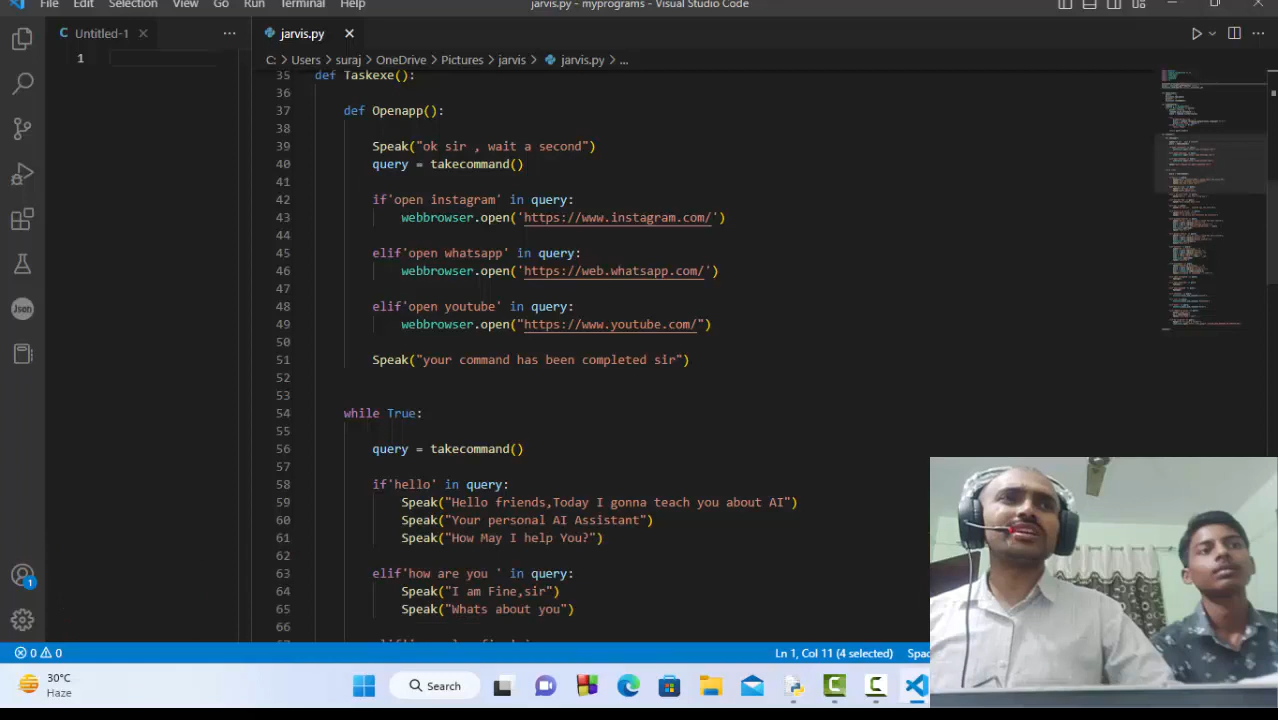 File Edit Selection View Go Run Terminal Help
jarvis.py - myprograms - Visual Studio Code
C Untitled-1
jarvis.py
C: > Users > suraj > OneDrive > Pictures > jarvis > jarvis.py > ...
1
35 def Taskexe():
36
37 def Openapp():
38
39 Speak("ok sir , wait a second")
40 query = takecommand()
41
42 if'open instagram' in query:
43 webbrowser.open('https://www.instagram.com/')
44
45 elif'open whatsapp' in query:
46 webbrowser.open('https://web.whatsapp.com/')
47
48 elif'open youtube' in query:
49 webbrowser.open("https://www.youtube.com/")
50
51 Speak("your command has been completed sir")
52
53
54 while True:
55
56 query = takecommand()
57
58 if'hello' in query:
59 Speak("Hello friends,Today I gonna teach you about AI")
60 Speak("Your personal AI Assistant")
61 Speak("How May I help You?")
62
63 elif'how are you ' in query:
64 Speak("I am Fine,sir")
65 Speak("Whats about you")
66
Json
1
0 0
Ln 1, Col 11 (4 selected)
Spac
30°C
Haze
Search